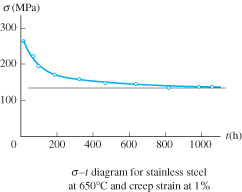 σ (MPa)
300
200
100
0 200 400 600 800 1000
t(h)
σ–t diagram for stainless steel
at 650°C and creep strain at 1%